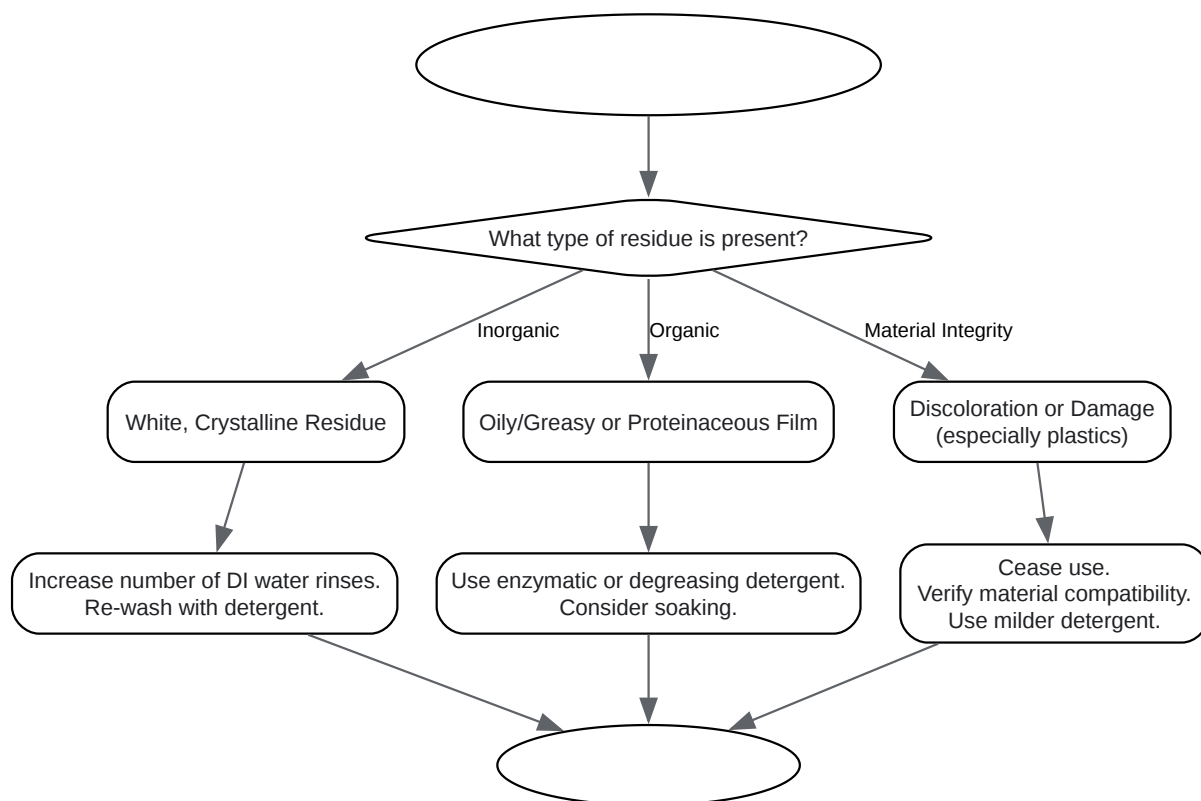 What type of residue is present?
Inorganic
Organic
Material Integrity
White, Crystalline Residue
Oily/Greasy or Proteinaceous Film
Discoloration or Damage
(especially plastics)
Increase number of DI water rinses.
Re-wash with detergent.
Use enzymatic or degreasing detergent.
Consider soaking.
Cease use.
Verify material compatibility.
Use milder detergent.